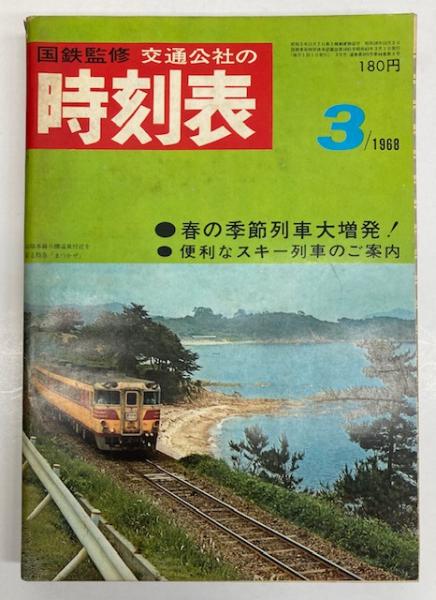 国鉄監修 交通公社の
時刻表
180円
3/1968
●春の季節列車大増発!
●便利なスキー列車のご案内